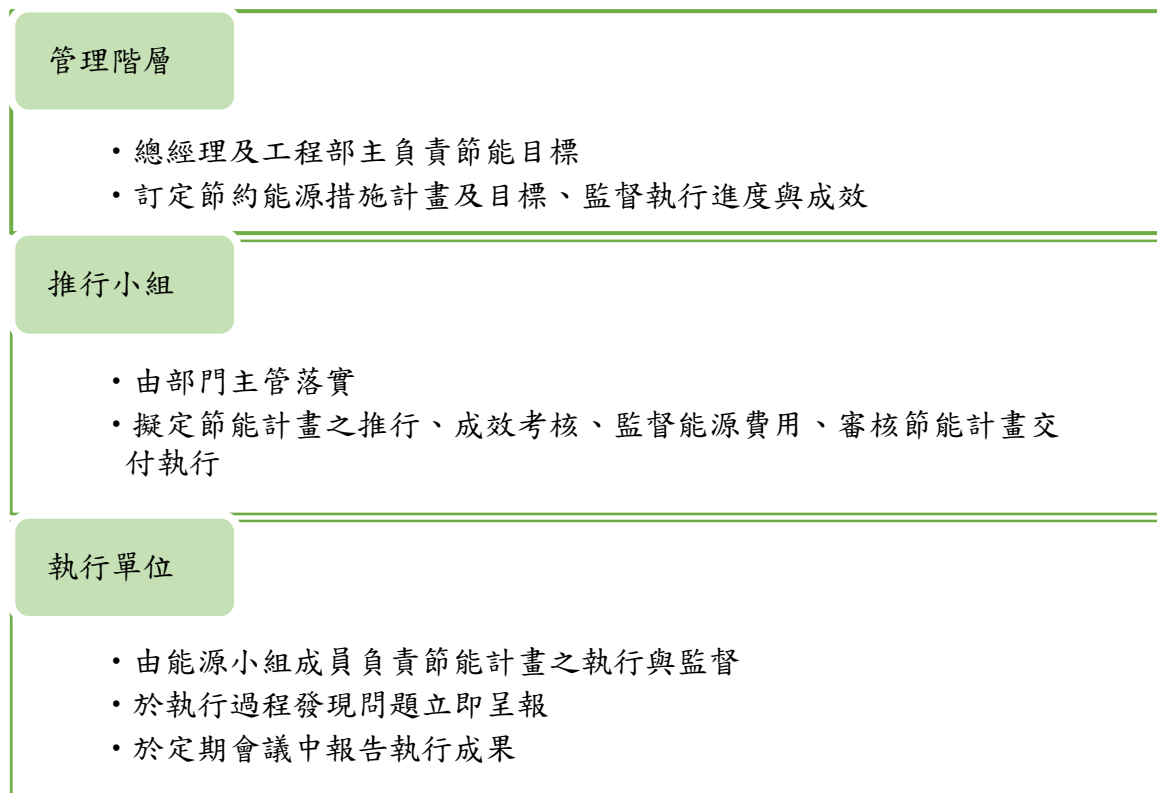 管理階層
•總經理及工程部主負責節能目標
•訂定節約能源措施計畫及目標、監督執行進度與成效
推行小組
•由部門主管落實
•擬定節能計畫之推行、成效考核、監督能源費用、審核節能計畫交
付執行
執行單位
•由能源小組成員負責節能計畫之執行與監督
•於執行過程發現問題立即呈報
•於定期會議中報告執行成果